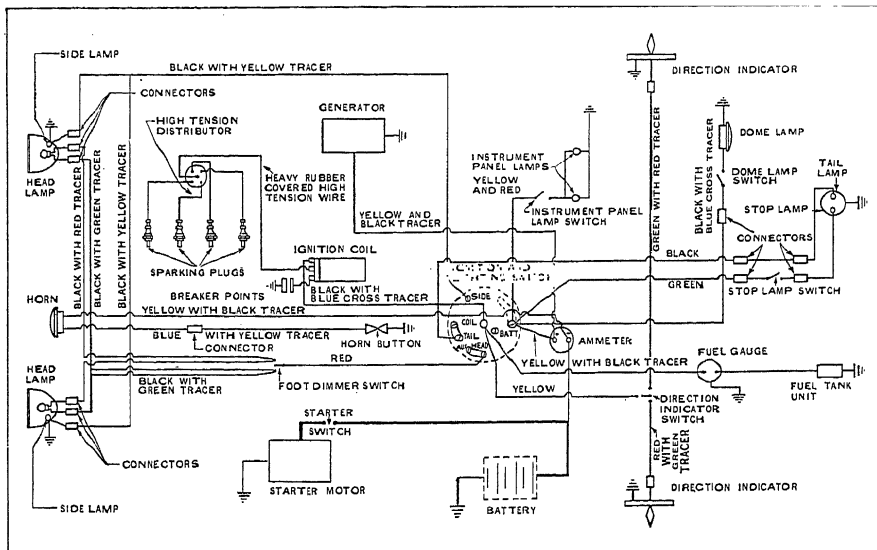 SIDE LAMP
BLACK WITH YELLOW TRACER
DIRECTION INDICATOR
CONNECTORS
GENERATOR
HIGH TENSION
DISTRIBUTOR
DOME LAMP
HEAD
LAMP
HEAVY RUBBER
COVERED HIGH
TENSION WIRE
INSTRUMENT
PANEL LAMPS
YELLOW
AND RED
DOME LAMP
SWITCH
TAIL
LAMP
BLACK WITH RED TRACER
BLACK WITH GREEN TRACER
BLACK WITH YELLOW TRACER
YELLOW AND
BLACK TRACER
INSTRUMENT PANEL
LAMP SWITCH
GREEN WITH RED TRACER
BLACK WITH
BLUE CROSS TRACER
STOP LAMP
CONNECTORS
SPARKING PLUGS
IGNITION COIL
BLACK
BLACK WITH
BLUE CROSS TRACER
GREEN
STOP LAMP SWITCH
BREAKER POINTS
SIDE
HORN
YELLOW WITH BLACK TRACER
COIL
BATT
BLUE WITH YELLOW TRACER
HORN BUTTON
TAIL
HEAD
AMMETER
CONNECTOR
YELLOW WITH BLACK TRACER
FUEL GAUGE
HEAD
LAMP
RED
BLACK WITH
GREEN TRACER
FOOT DIMMER SWITCH
YELLOW
FUEL
UNIT
TANK
DIRECTION
INDICATOR
SWITCH
STARTER
SWITCH
RED
WITH
GREEN
TRACER
CONNECTORS
STARTER MOTOR
BATTERY
DIRECTION INDICATOR
SIDE LAMP